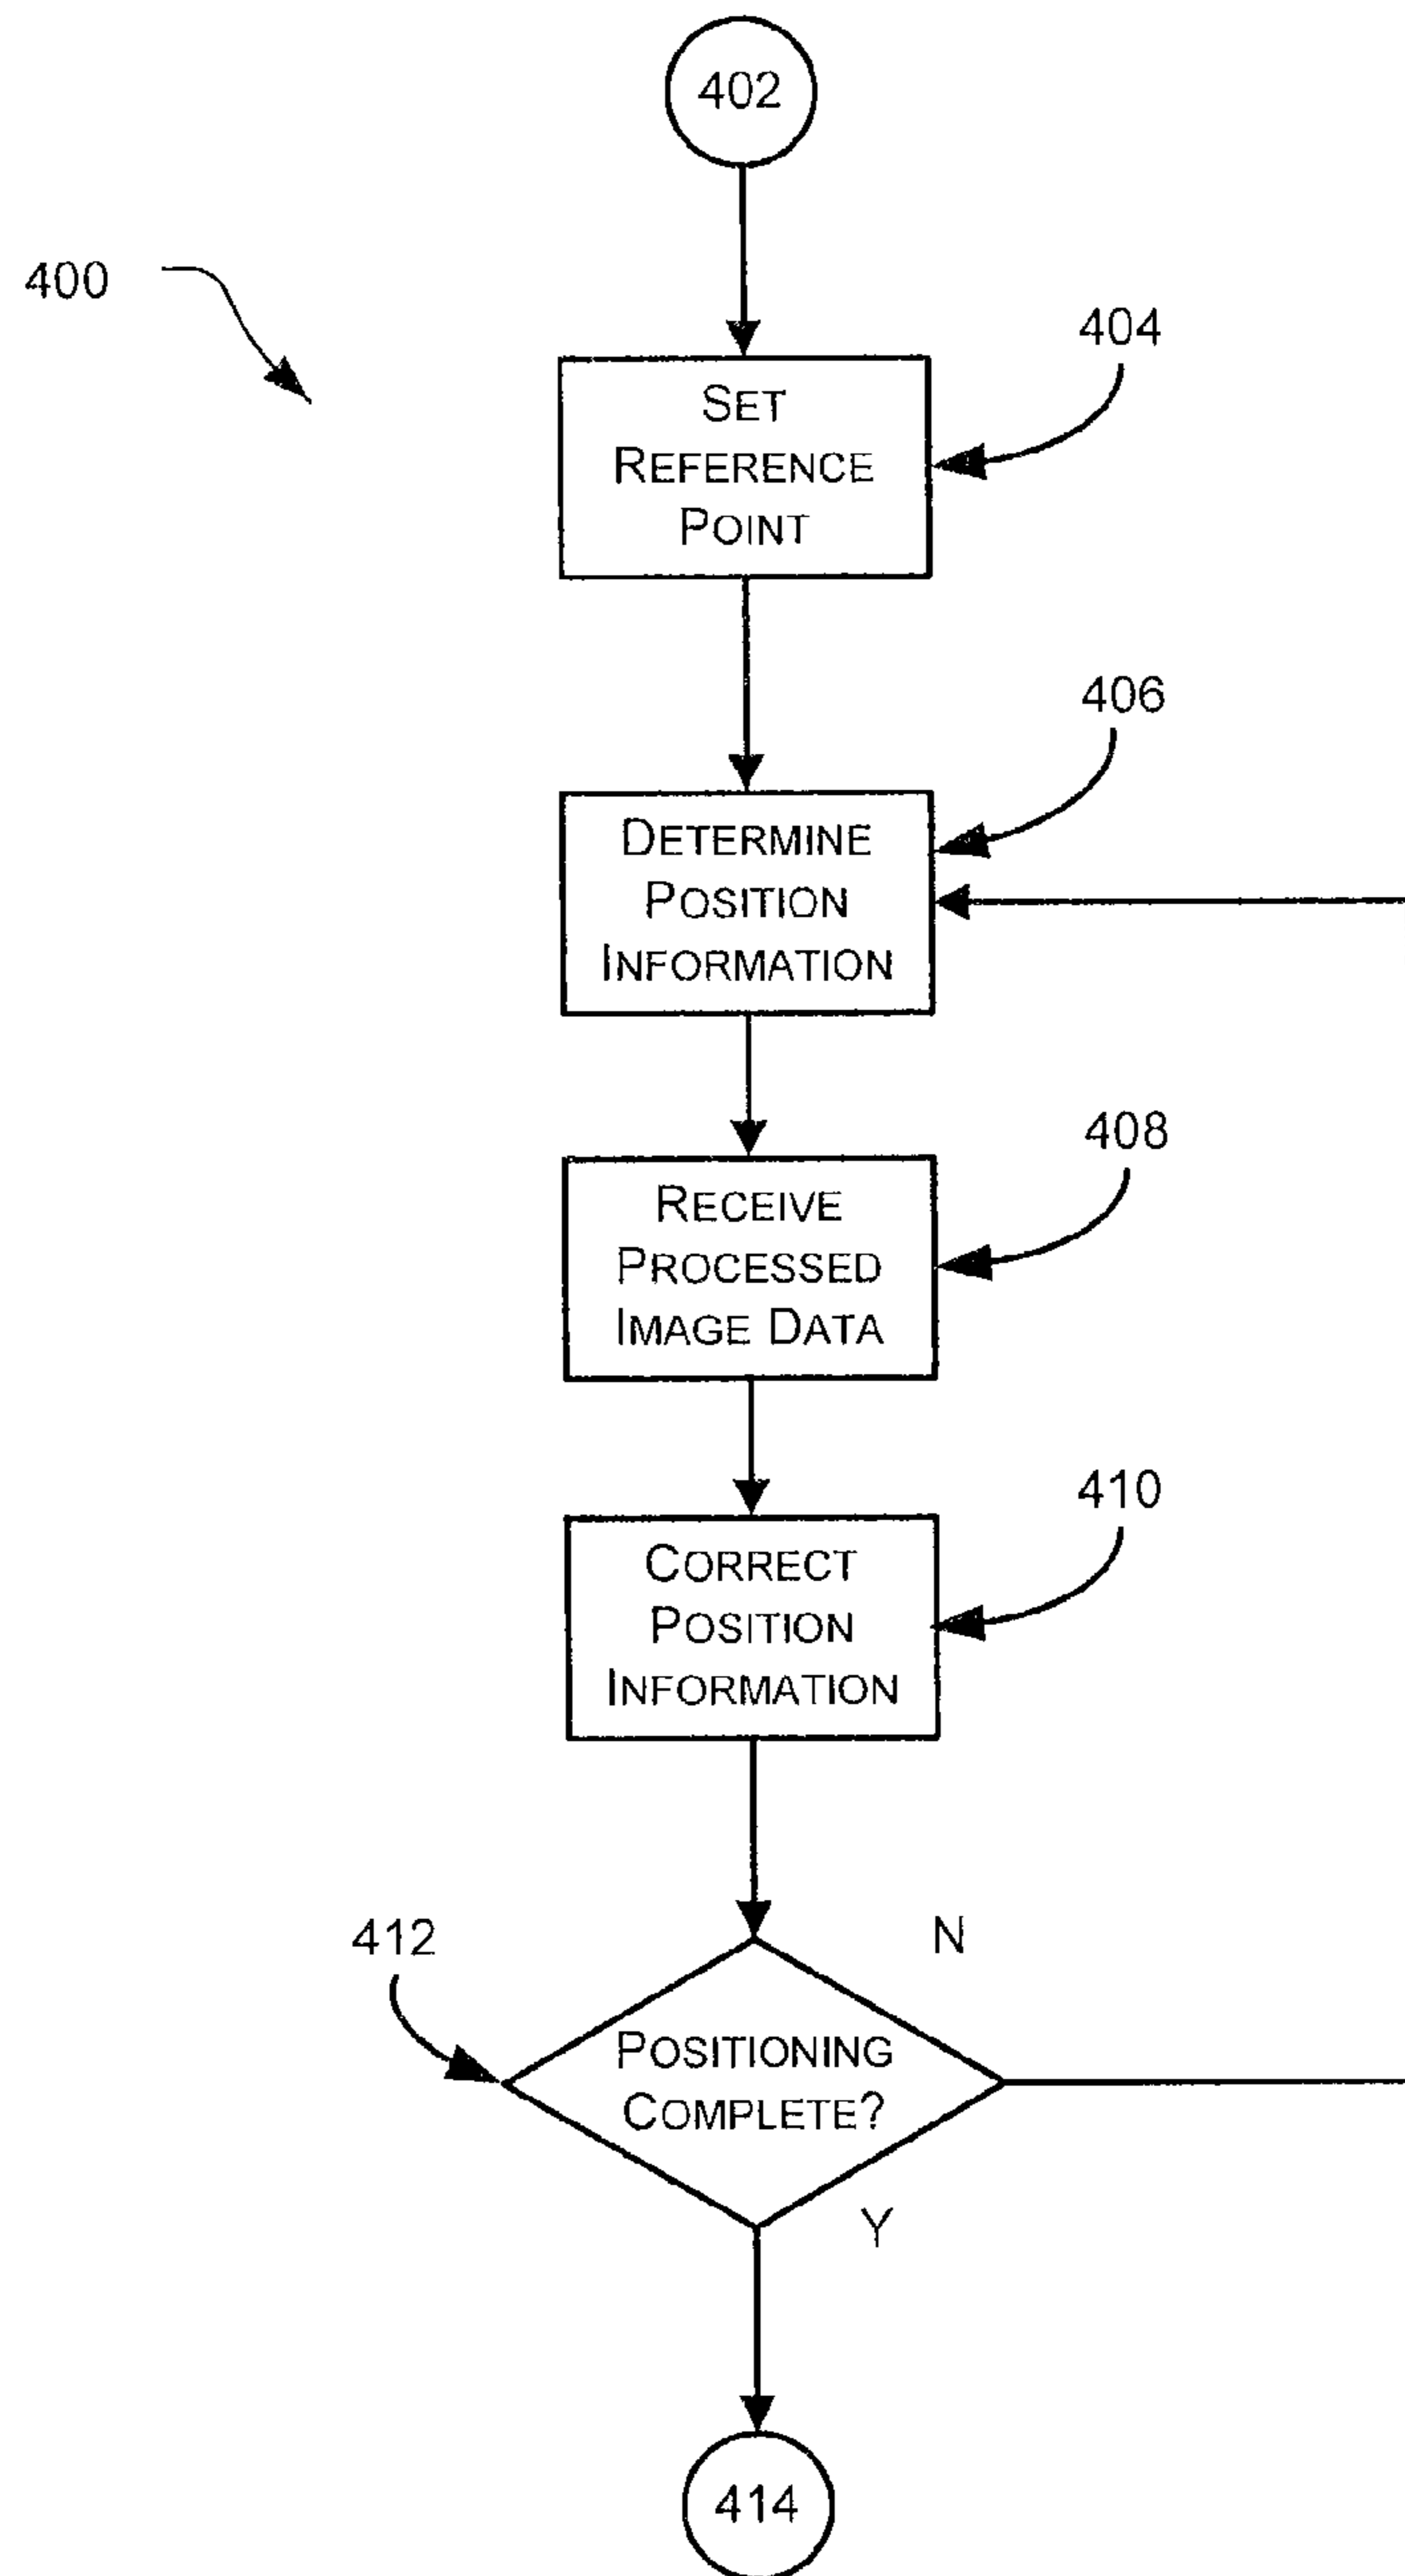 402
400
404
SET
REFERENCE
POINT
406
DETERMINE
POSITION
INFORMATION
408
RECEIVE
PROCESSED
IMAGE DATA
410
CORRECT
POSITION
INFORMATION
412
N
POSITIONING
COMPLETE?
Y
414